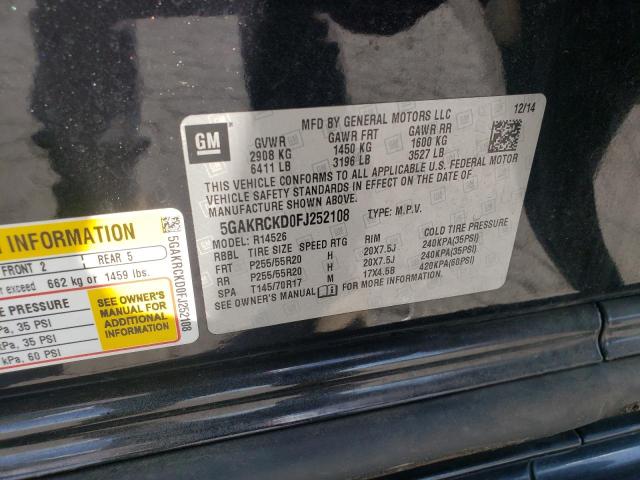 GM
MFD BY GENERAL MOTORS LLC
12/14
GVWR GAWR FRT GAWR RR
2908 KG 1450 KG 1600 KG
6411 LB 3196 LB 3527 LB
THIS VEHICLE CONFORMS TO ALL APPLICABLE U.S. FEDERAL MOTOR
VEHICLE SAFETY STANDARDS IN EFFECT ON THE DATE OF
MANUFACTURE SHOWN ABOVE.
5GAKRCKD0FJ252108 TYPE: M.P.V.
MODEL: R14526
RBBL TIRE SIZE SPEED RTG RIM COLD TIRE PRESSURE
FRT P255/55R20 H 20X7.5J 240KPA(35PSI)
RR P255/55R20 H 20X7.5J 240KPA(35PSI)
SPA T145/70R17 17X4.5B 420KPA(60PSI)
SEE OWNER'S MANUAL FOR MORE INFORMATION.
INFORMATION
FRONT 2 REAR 5
exceed 662 kg or 1459 lbs.
PRESSURE
kPa, 35 PSI
kPa, 35 PSI
kPa, 60 PSI
SEE OWNER'S
MANUAL FOR
ADDITIONAL
INFORMATION
5GAKRCKD0FJ252108